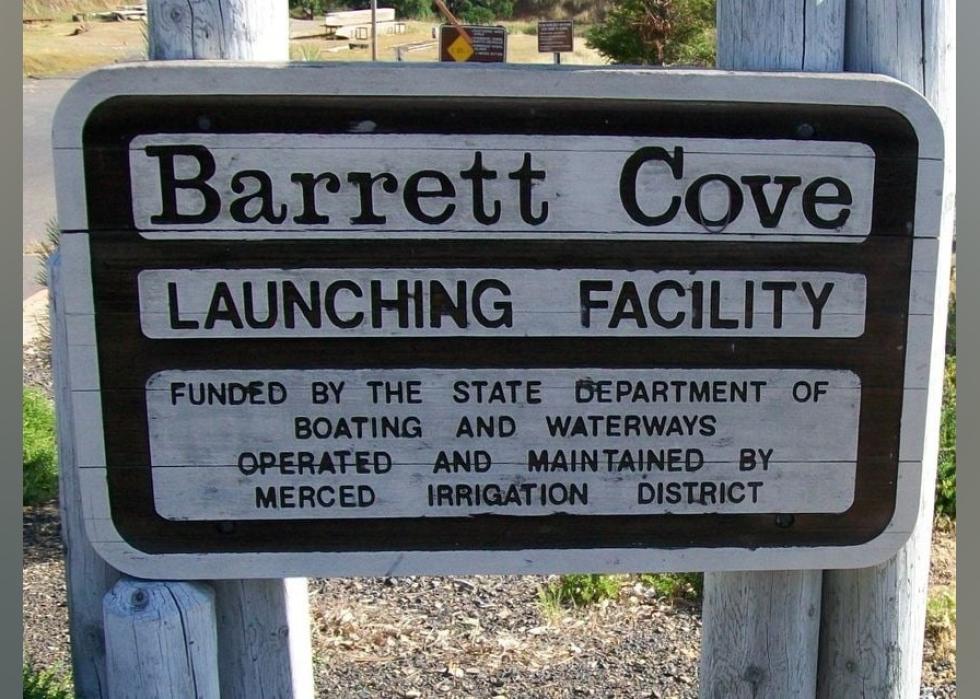 Barrett Cove
LAUNCHING FACILITY
FUNDED BY THE STATE DEPARTMENT OF
BOATING AND WATERWAYS
OPERATED AND MAINTAINED BY
MERCED IRRIGATION DISTRICT